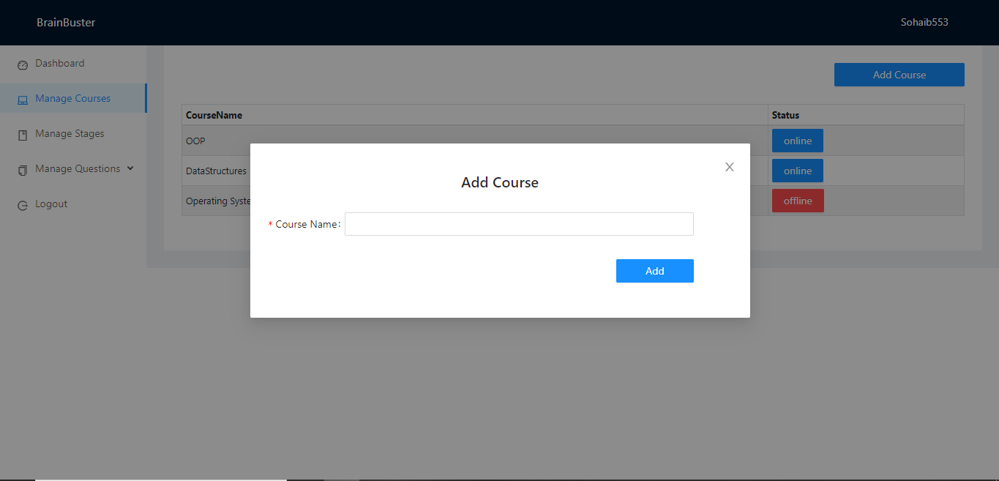 BrainBuster
Sohaib553
Dashboard
Manage Courses
Manage Stages
Manage Questions
Logout
Add Course
CourseName Status
OOP online
DataStructures online
Operating Syste offline
X
Add Course
* Course Name:
Add